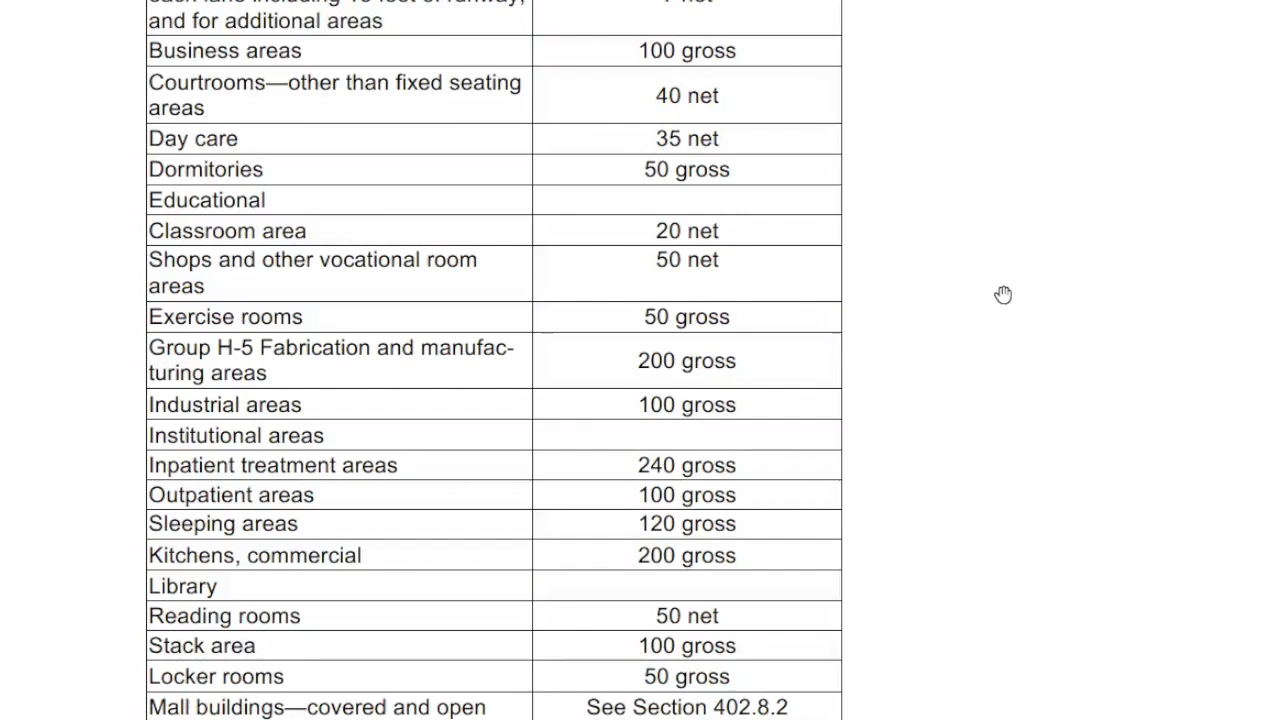 and for additional areas
Business areas 100 gross
Courtrooms—other than fixed seating
areas 40 net
Day care 35 net
Dormitories 50 gross
Educational
Classroom area 20 net
Shops and other vocational room 50 net
areas
Exercise rooms 50 gross
Group H-5 Fabrication and manufac-
turing areas 200 gross
Industrial areas 100 gross
Institutional areas
Inpatient treatment areas 240 gross
Outpatient areas 100 gross
Sleeping areas 120 gross
Kitchens, commercial 200 gross
Library
Reading rooms 50 net
Stack area 100 gross
Locker rooms 50 gross
Mall buildings—covered and open See Section 402.8.2